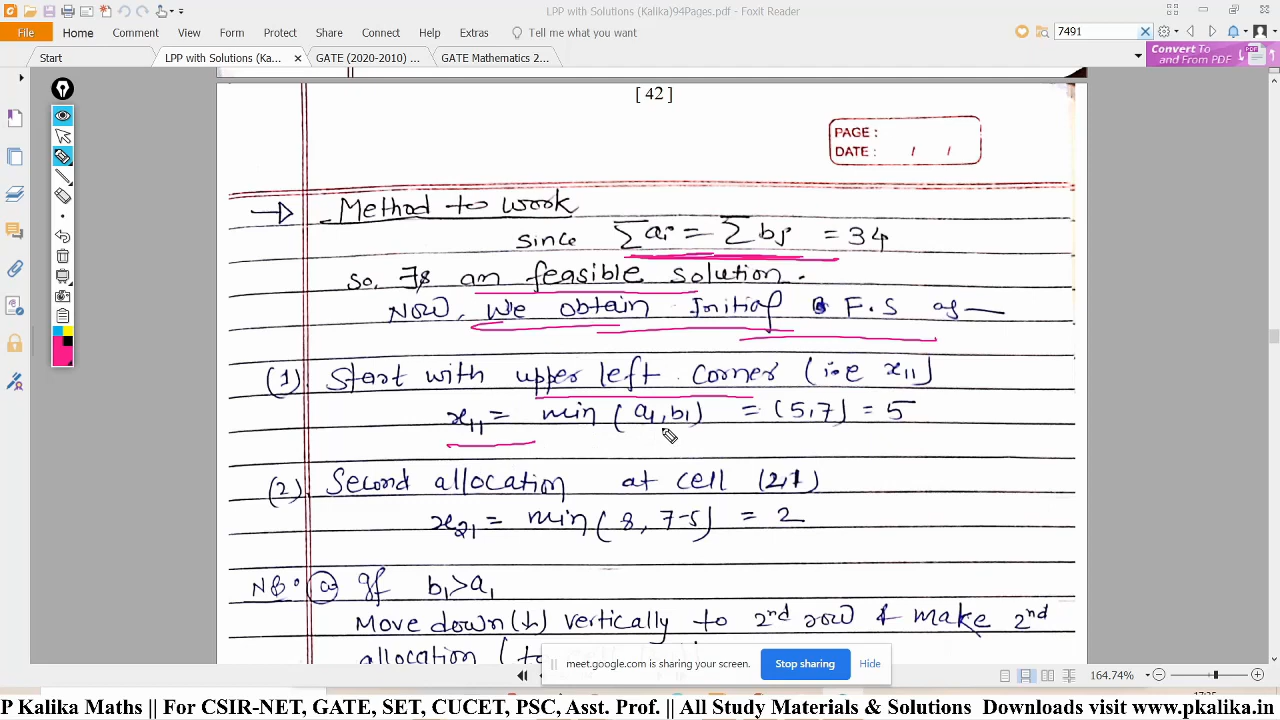 LPP with Solutions (Kalika)94Pages.pdf - Foxit Reader
File Home Comment View Form Protect Share Connect Help Extras Tell me what you want to do 7491
Start LPP with Solutions (Ka... GATE (2020-2010) ... GATE Mathematics 2...
Convert To
and From PDF
[ 42 ]
PAGE :
DATE : / /
Method to work
since Σai = Σbj = 34
so, ∃s an feasible solution.
Now, We obtain Initial B F.S as —
(1) Start with upper left corner (i.e x11)
x11 = min (a1,b1) = (5,7) = 5
(2) Second allocation at cell (2,1)
x21 = min (8, 7-5) = 2
NB: (a) If b1>a1
Move down(h) vertically to 2nd row & make 2nd
allocation (to
meet.google.com is sharing your screen. Stop sharing Hide
164.74%
P Kalika Maths || For CSIR-NET, GATE, SET, CUCET, PSC, Asst. Prof. || All Study Materials & Solutions Downloads visit www.pkalika.in